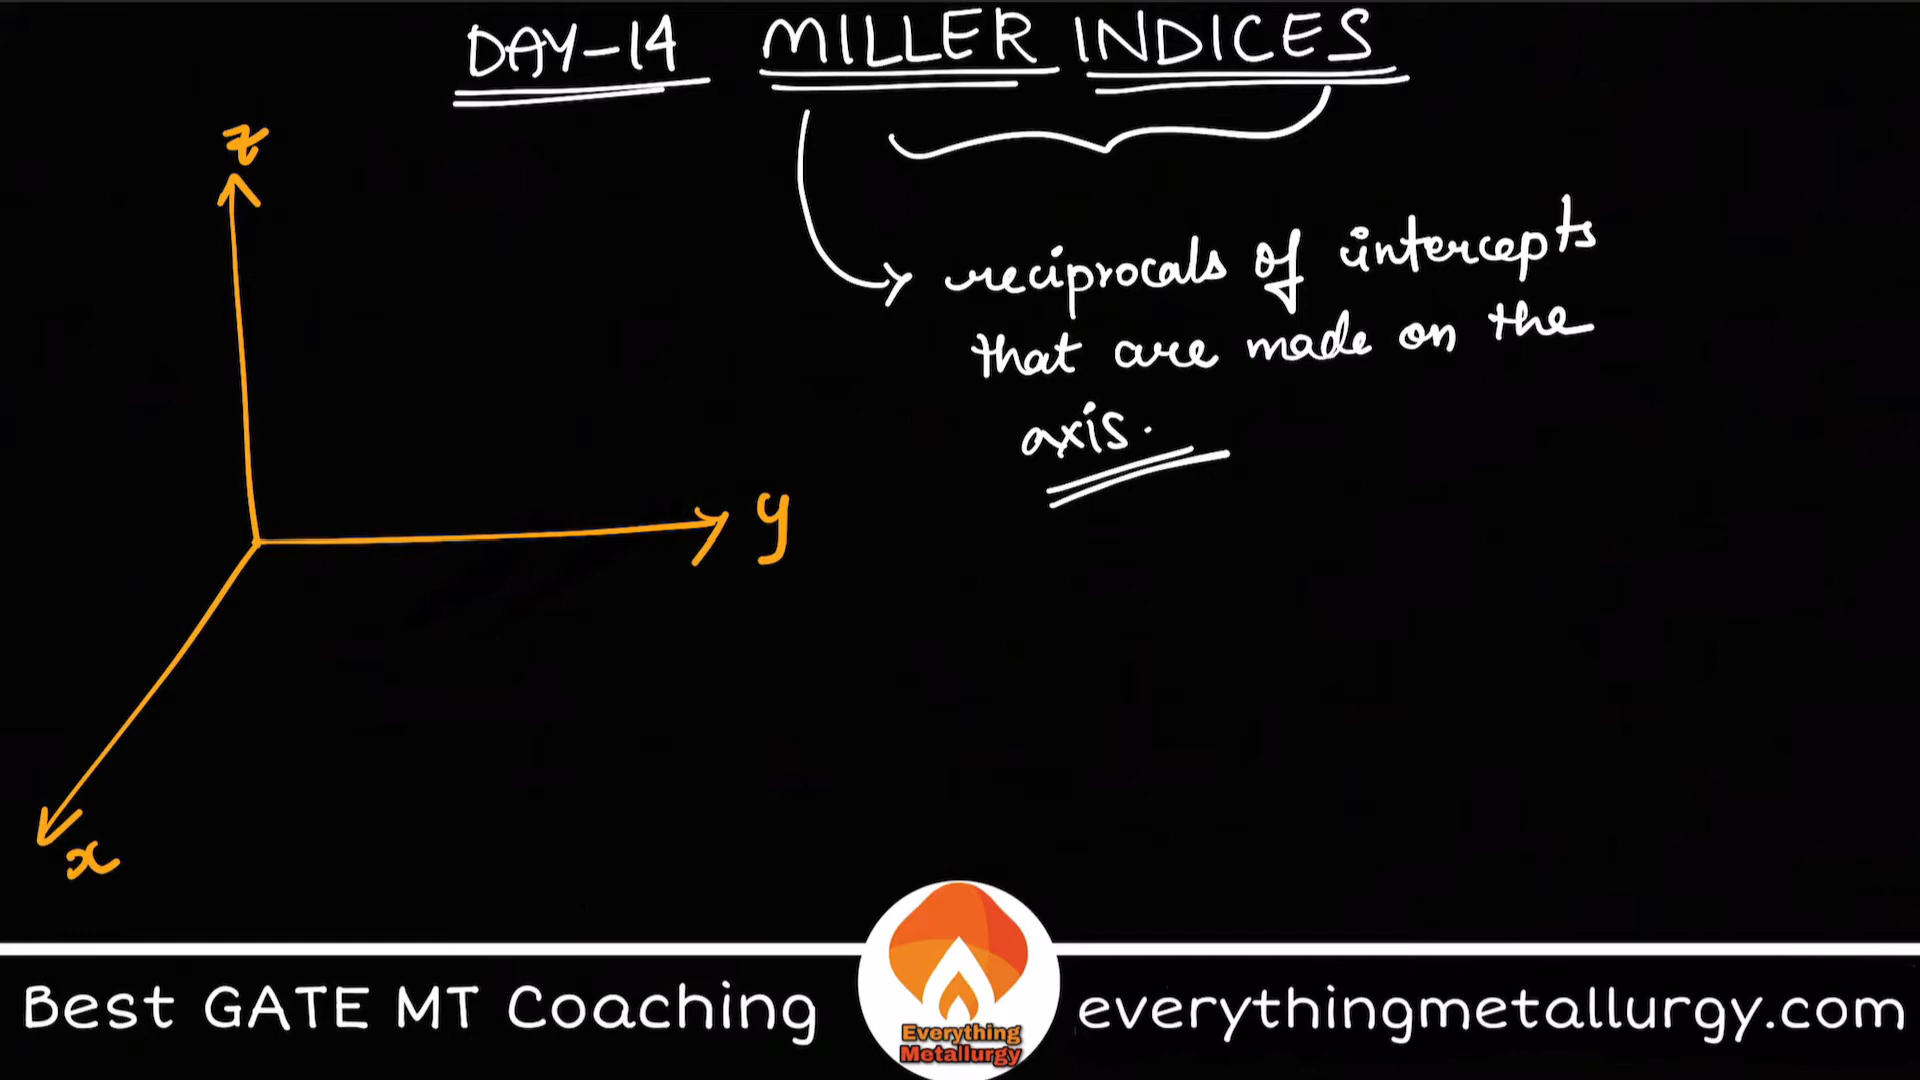 DAY-14 MILLER INDICES
z
reciprocals of intercepts
that are made on the
axis.
y
x
Best GATE MT Coaching
Everything
Metallurgy
everythingmetallurgy.com